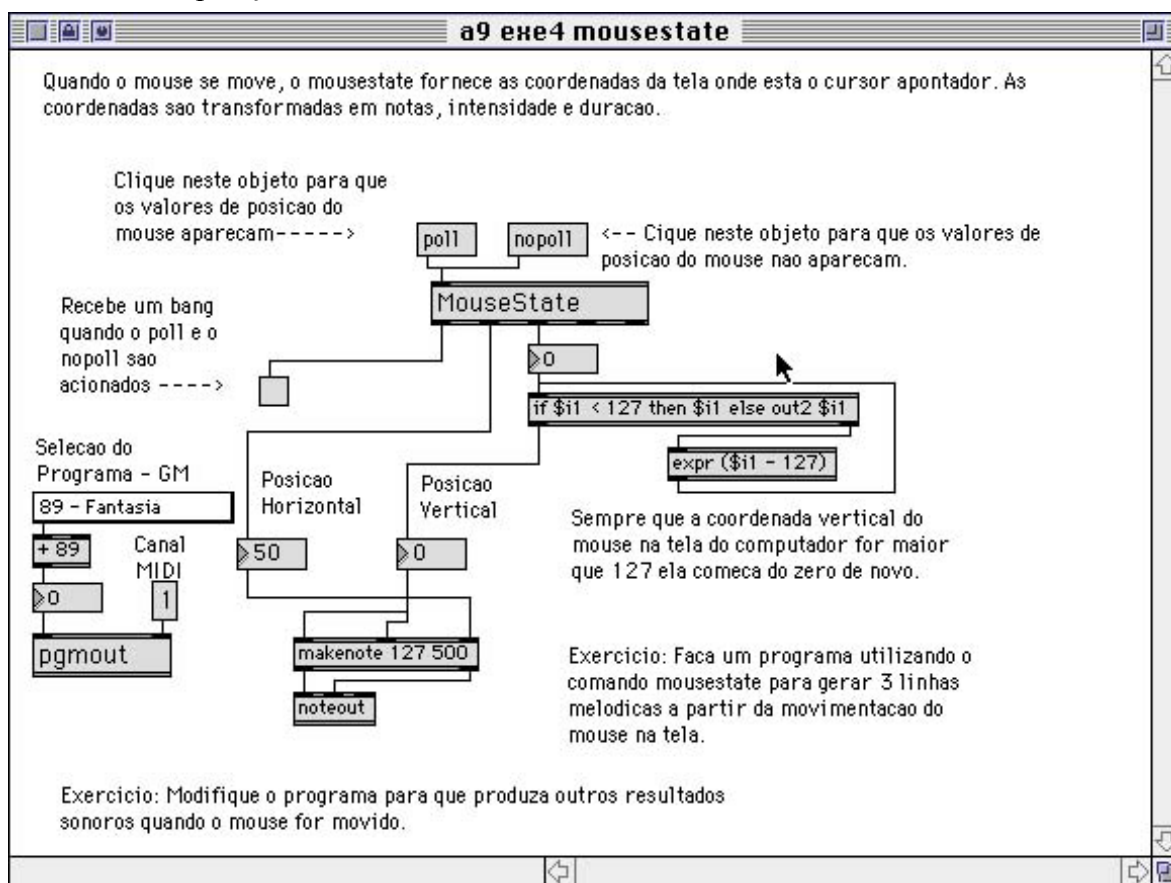 a9 exe4 mousestate
Quando o mouse se move, o mousestate fornece as coordenadas da tela onde esta o cursor apontador. As
coordenadas sao transformadas em notas, intensidade e duracao.
Clique neste objeto para que
os valores de posicao do
mouse aparecam------>
poll
nopoll
<-- Cique neste objeto para que os valores de
posicao do mouse nao aparecam.
MouseState
Recebe um bang
quando o poll e o
nopoll sao
acionados ---->
0
if $i1 < 127 then $i1 else out2 $i1
expr ($i1 - 127)
Selecao do
Programa - GM
89 - Fantasia
+ 89
Canal
MIDI
0
1
pgmout
Posicao
Horizontal
50
Posicao
Vertical
0
makenote 127 500
noteout
Sempre que a coordenada vertical do
mouse na tela do computador for maior
que 127 ela comeca do zero de novo.
Exercicio: Faca um programa utilizando o
comando mousestate para gerar 3 linhas
melodicas a partir da movimentacao do
mouse na tela.
Exercicio: Modifique o programa para que produza outros resultados
sonoros quando o mouse for movido.